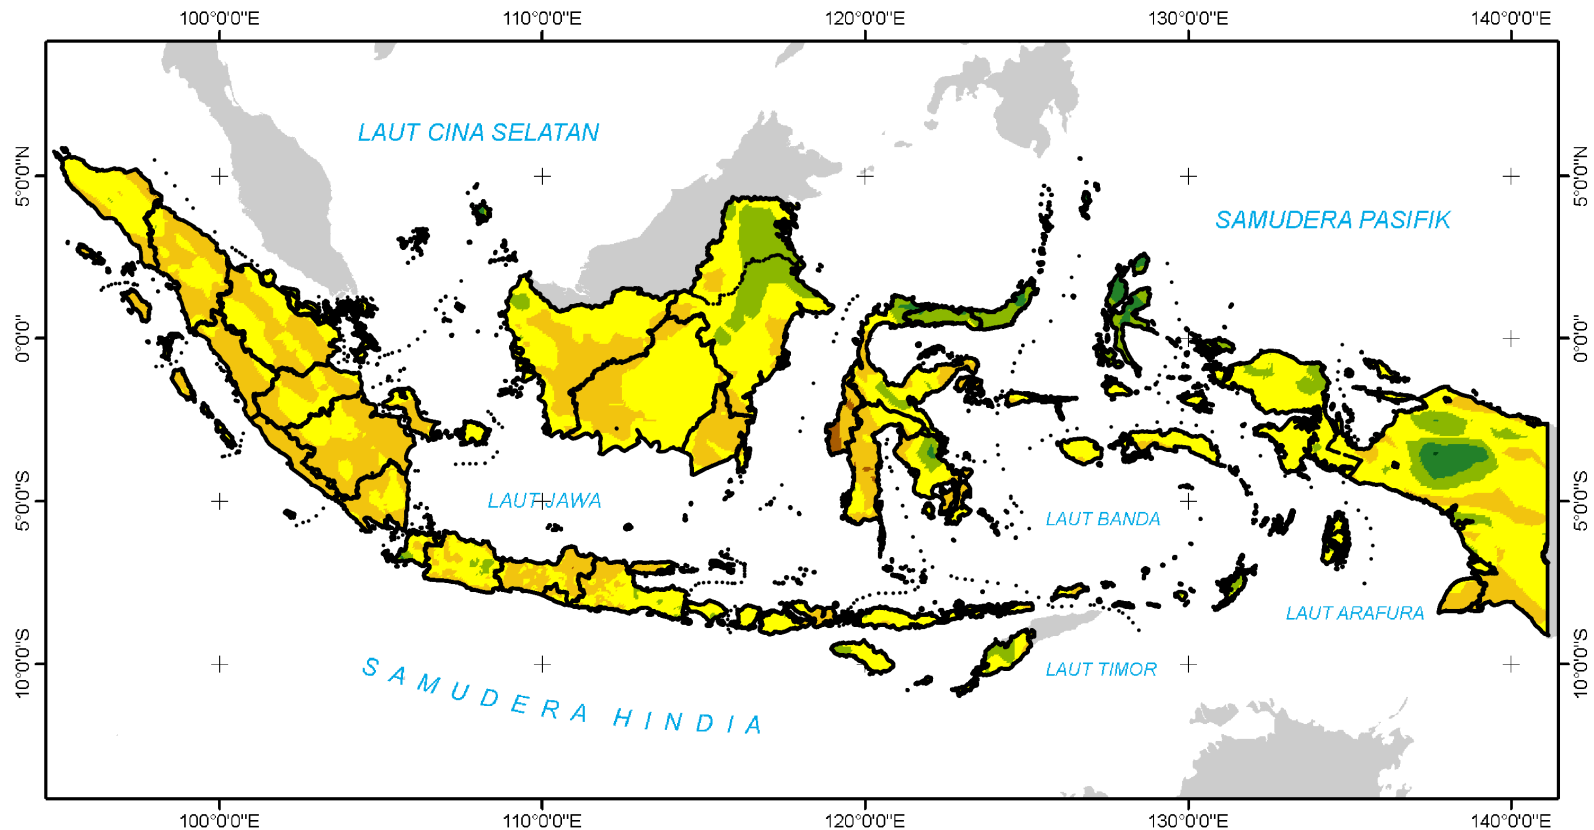 100°0'0"E 110°0'0"E 120°0'0"E 130°0'0"E 140°0'0"E
LAUT CINA SELATAN
5°0'0"N 5°0'0"N
SAMUDERA PASIFIK
0°0'0" 0°0'0"
LAUT JAWA
5°0'0"S 5°0'0"S
LAUT BANDA
LAUT ARAFURA
10°0'0"S 10°0'0"S
LAUT TIMOR
SAMUDERA HINDIA
100°0'0"E 110°0'0"E 120°0'0"E 130°0'0"E 140°0'0"E